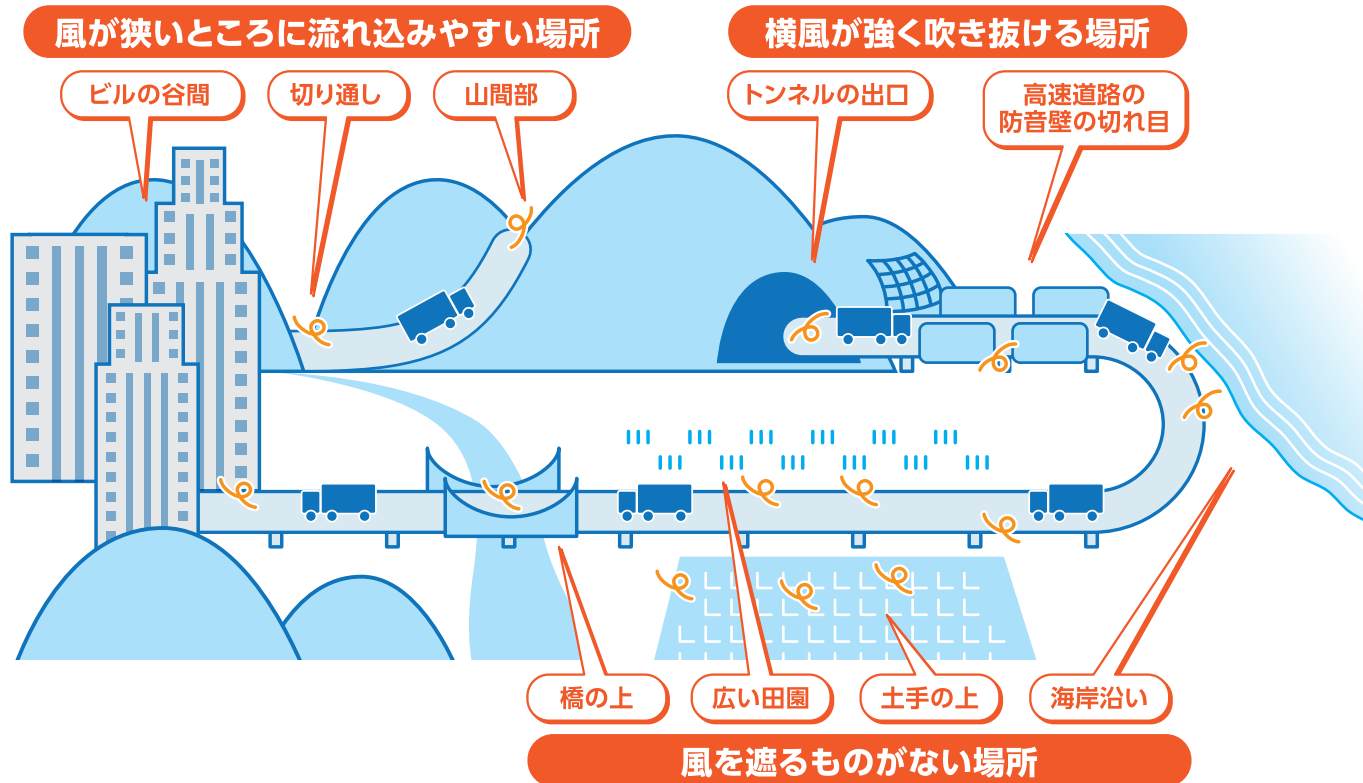 風が狭いところに流れ込みやすい場所
ビルの谷間
切り通し
山間部
横風が強く吹き抜ける場所
トンネルの出口
高速道路の
防音壁の切れ目
橋の上
広い田園
土手の上
海岸沿い
風を遮るものがない場所